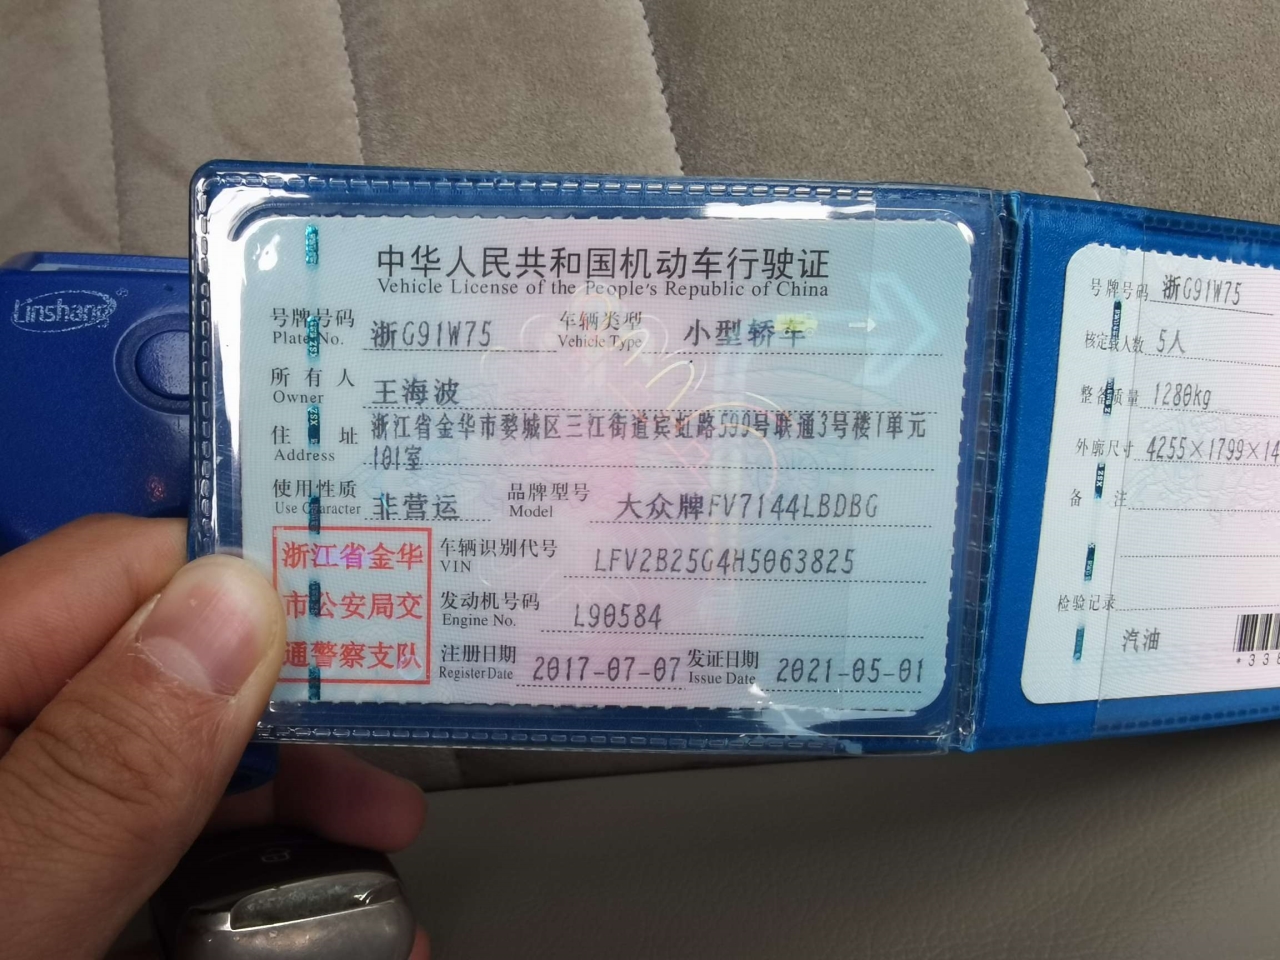 Linshang
中华人民共和国机动车行驶证
Vehicle License of the People's Republic of China
号牌号码 浙G91W75 车辆类型 小型轿车
Plate No. Vehicle Type
所有人 王海波
Owner
住址 浙江省金华市婺城区三江街道宾虹路599号联通3号楼1单元
Address 101室
使用性质 非营运 品牌型号 大众牌FV7144LBDBG
Use Character Model
浙江省金华
市公安局交
通警察支队
车辆识别代号 LFV2B25G4H5063825
VIN
发动机号码 L90584
Engine No.
注册日期 2017-07-07 发证日期 2021-05-01
Register Date Issue Date
号牌号码 浙G91W75
核定载人数 5人
整备质量 1280kg
外廓尺寸 4255×1799×14
备注
检验记录
汽油
*33